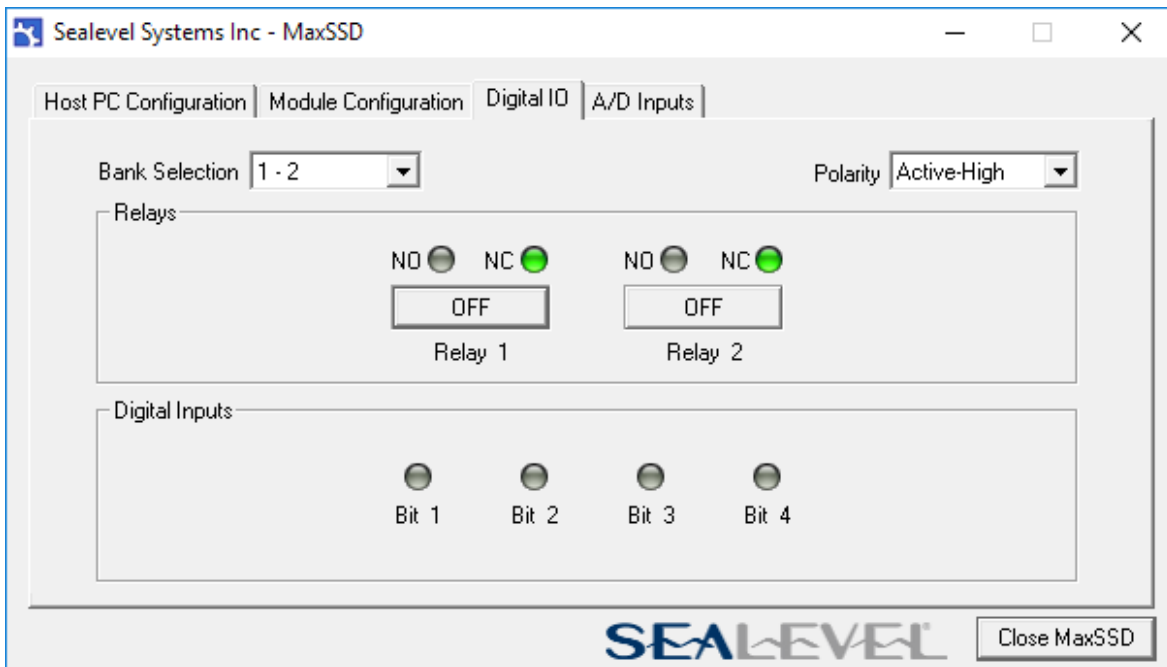 Sealevel Systems Inc - MaxSSD
Host PC Configuration Module Configuration Digital IO A/D Inputs
Bank Selection 1 - 2 Polarity Active-High
Relays
NO NC NO NC
OFF OFF
Relay 1 Relay 2
Digital Inputs
Bit 1 Bit 2 Bit 3 Bit 4
SEALEVEL Close MaxSSD